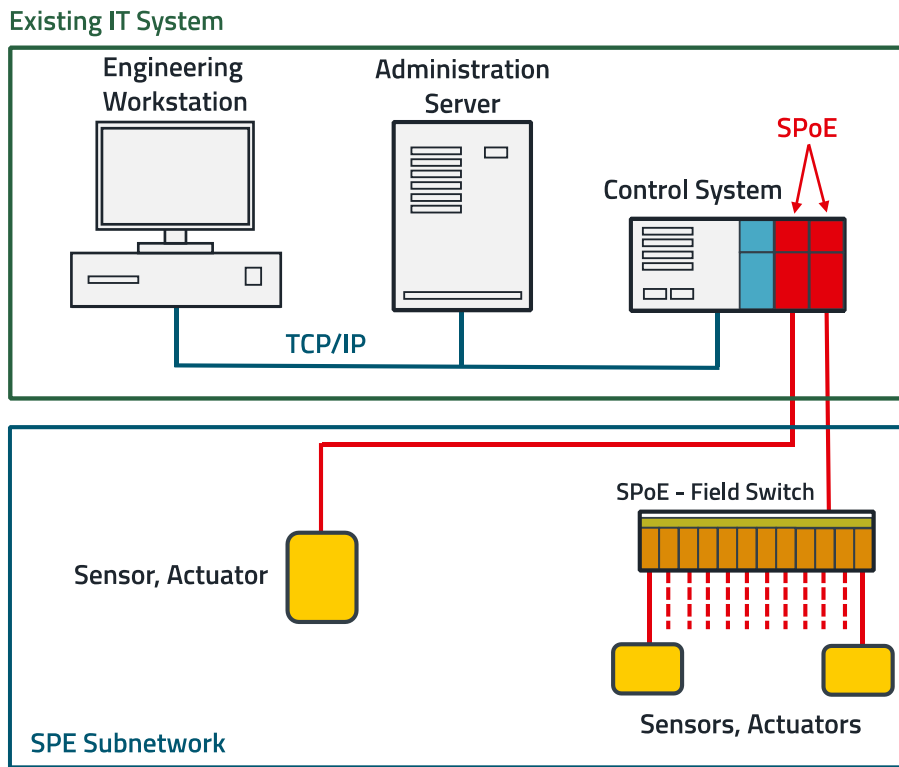 Existing IT System
Engineering
Workstation
Administration
Server
SPoE
Control System
TCP/IP
SPoE - Field Switch
Sensor, Actuator
Sensors, Actuators
SPE Subnetwork